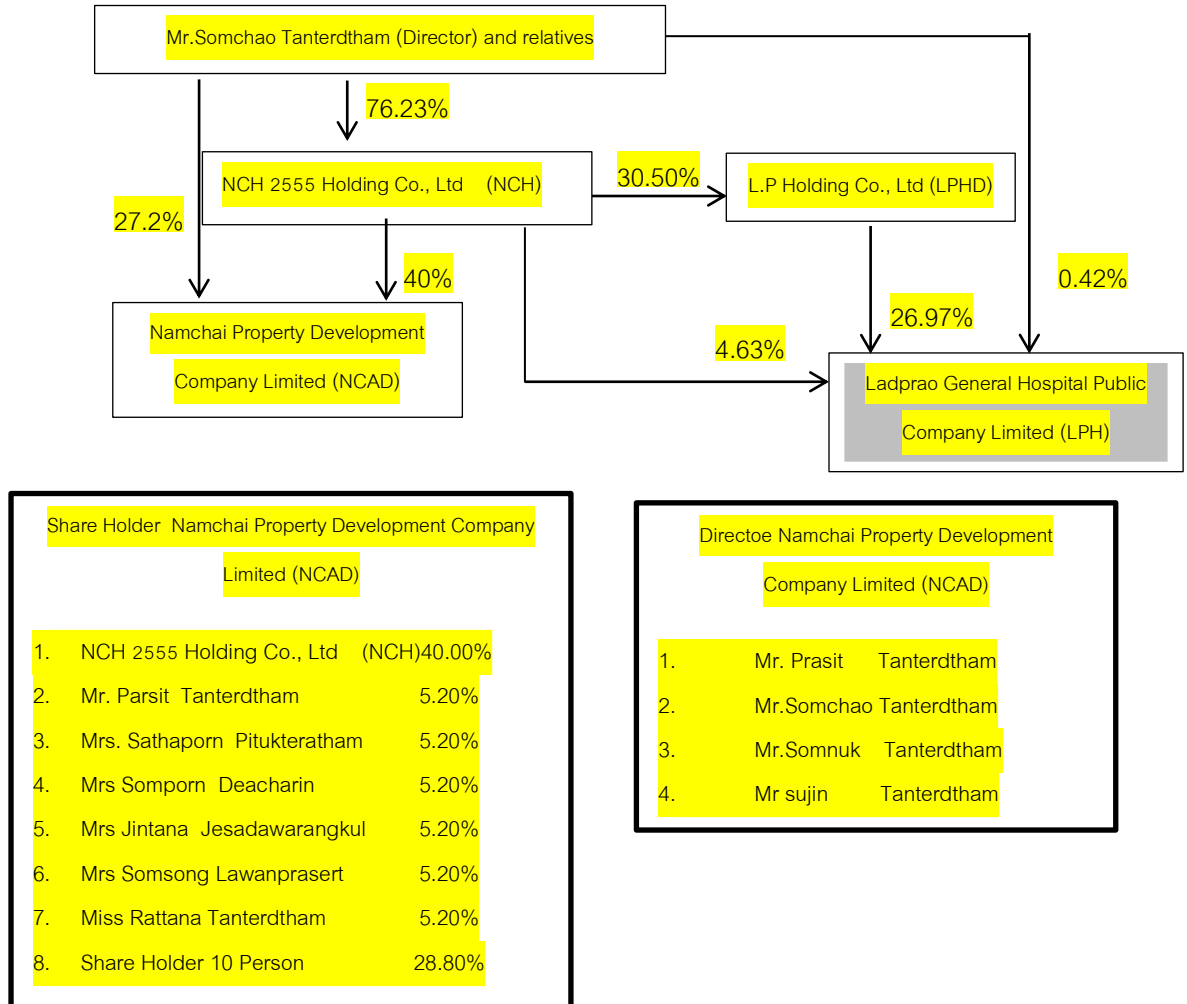 Mr.Somchao Tanterdtham (Director) and relatives
76.23%
NCH 2555 Holding Co., Ltd (NCH)
30.50%
L.P Holding Co., Ltd (LPHD)
27.2%
40%
0.42%
26.97%
4.63%
Namchai Property Development
Company Limited (NCAD)
Ladprao General Hospital Public
Company Limited (LPH)
Share Holder Namchai Property Development Company
Limited (NCAD)
1. NCH 2555 Holding Co., Ltd (NCH)40.00%
2. Mr. Parsit Tanterdtham 5.20%
3. Mrs. Sathaporn Pitukteratham 5.20%
4. Mrs Somporn Deacharin 5.20%
5. Mrs Jintana Jesadawarangkul 5.20%
6. Mrs Somsong Lawanprasert 5.20%
7. Miss Rattana Tanterdtham 5.20%
8. Share Holder 10 Person 28.80%
Directoe Namchai Property Development
Company Limited (NCAD)
1. Mr. Prasit Tanterdtham
2. Mr.Somchao Tanterdtham
3. Mr.Somnuk Tanterdtham
4. Mr sujin Tanterdtham